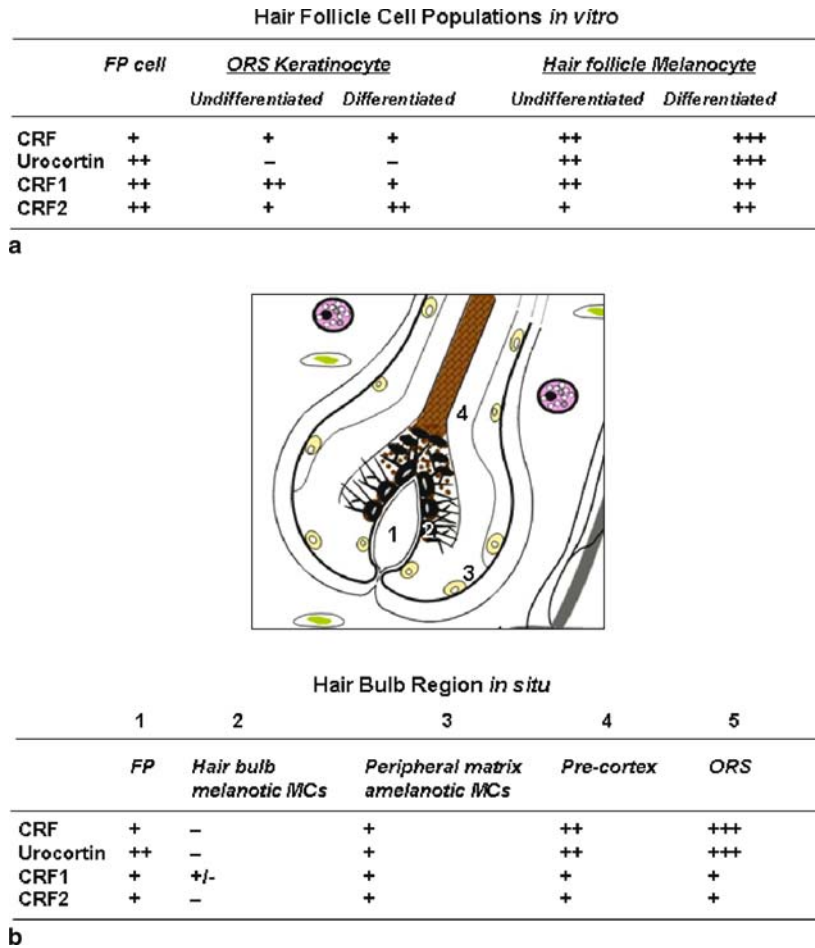 Hair Follicle Cell Populations in vitro
FP cell ORS Keratinocyte Hair follicle Melanocyte
Undifferentiated Differentiated Undifferentiated Differentiated
CRF + + + ++ +++
Urocortin ++ – – ++ +++
CRF1 ++ ++ + ++ ++
CRF2 ++ + ++ + ++
a
4
1 2
3
Hair Bulb Region in situ
1 2 3 4 5
FP Hair bulb Peripheral matrix Pre-cortex ORS
melanotic MCs amelanotic MCs
CRF + – + ++ +++
Urocortin ++ – + ++ +++
CRF1 + +/- + + +
CRF2 + – + + +
b